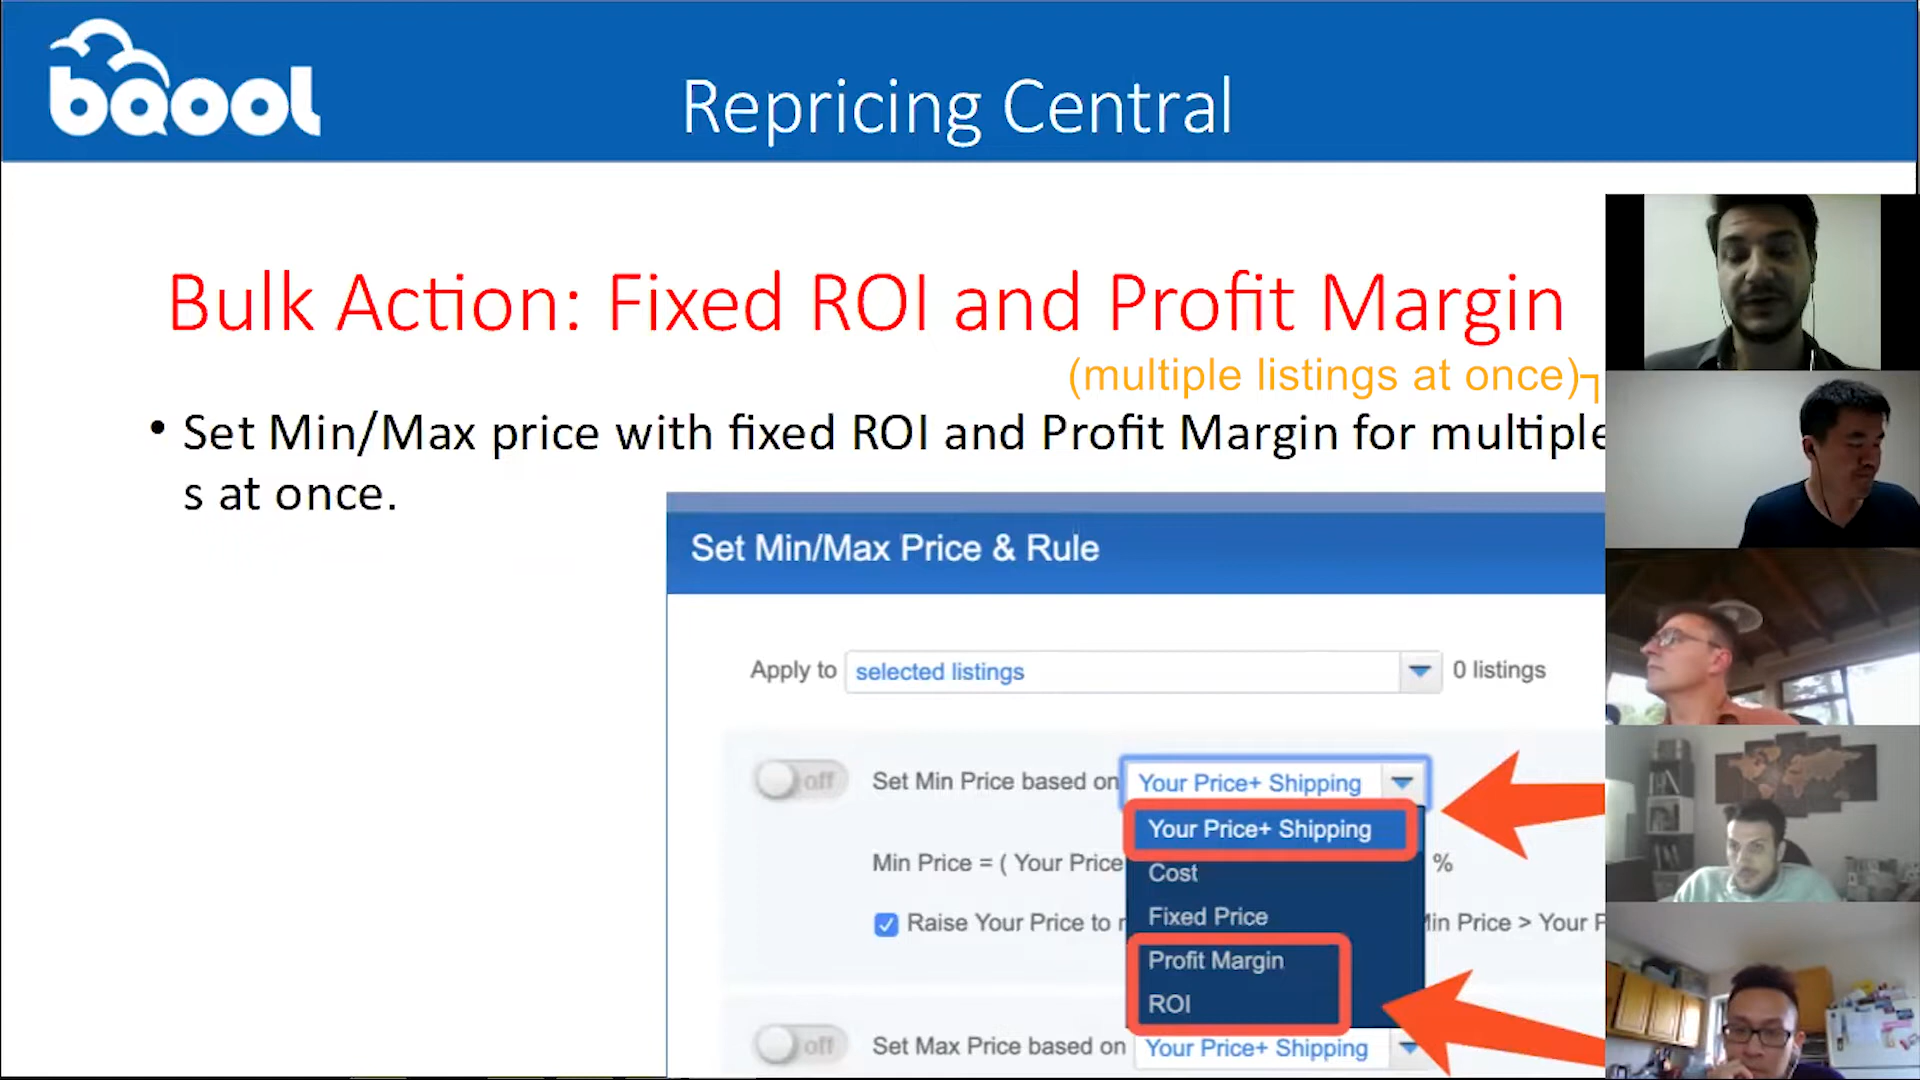 bqool
Repricing Central
Bulk Action: Fixed ROI and Profit Margin
(multiple listings at once)
• Set Min/Max price with fixed ROI and Profit Margin for multiple
s at once.
Set Min/Max Price & Rule
Apply to selected listings 0 listings
off Set Min Price based on Your Price+ Shipping
Your Price+ Shipping
Min Price = ( Your Price %
Cost
Fixed Price
Raise Your Price to Min Price > Your
Profit Margin
ROI
off Set Max Price based on Your Price+ Shipping